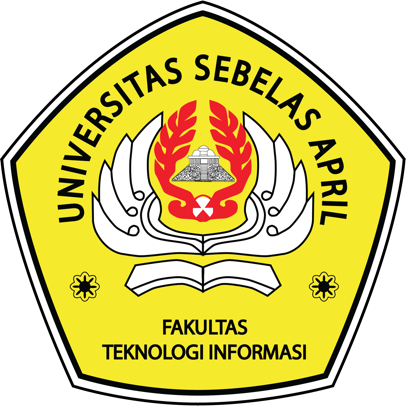 UNIVERSITAS SEBELAS APRIL
FAKULTAS
TEKNOLOGI INFORMASI